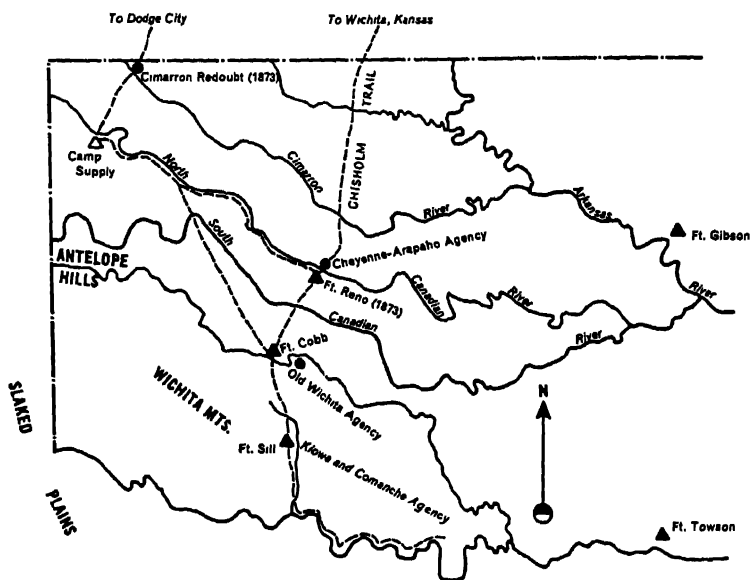 To Dodge City
To Wichita, Kansas
Cimarron Redoubt (1873)
TRAIL
CHISHOLM
Camp
Supply
North
Cimarron
River
Arkansas
Ft. Gibson
South
Cheyenne-Arapaho Agency
ANTELOPE
HILLS
Ft. Reno (1873)
Canadian
River
River
Canadian
River
Ft. Cobb
Old Wichita Agency
WICHITA MTS.
N
SLAKED
Ft. Sill
Kiowa and Comanche Agency
PLAINS
Ft. Towson